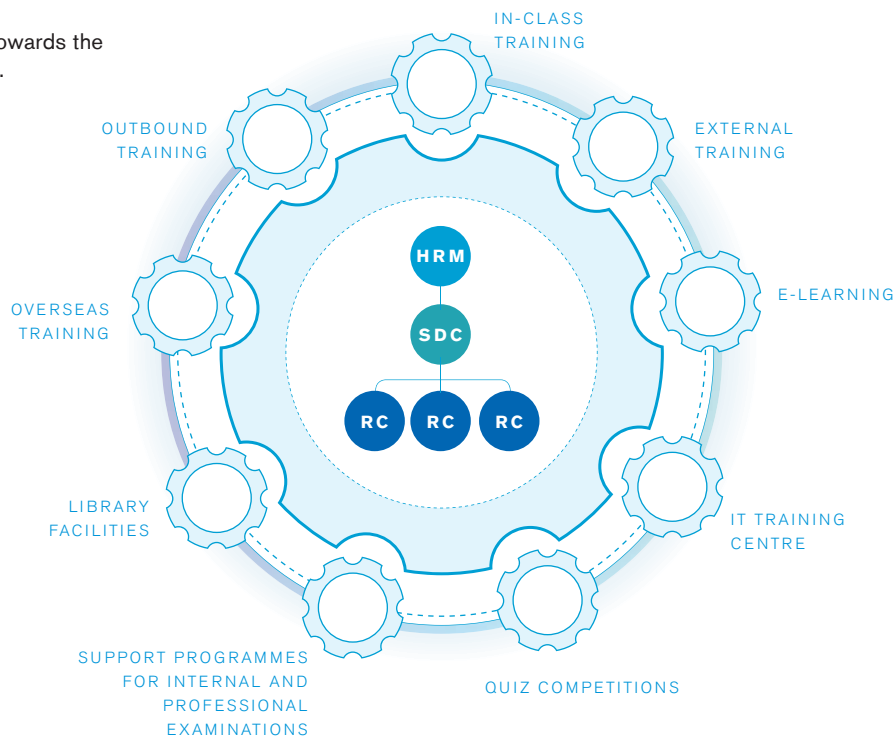 owards the
.
IN-CLASS
TRAINING
EXTERNAL
TRAINING
E-LEARNING
IT TRAINING
CENTRE
QUIZ COMPETITIONS
SUPPORT PROGRAMMES
FOR INTERNAL AND
PROFESSIONAL
EXAMINATIONS
LIBRARY
FACILITIES
OVERSEAS
TRAINING
OUTBOUND
TRAINING
HRM
SDC
RC RC RC